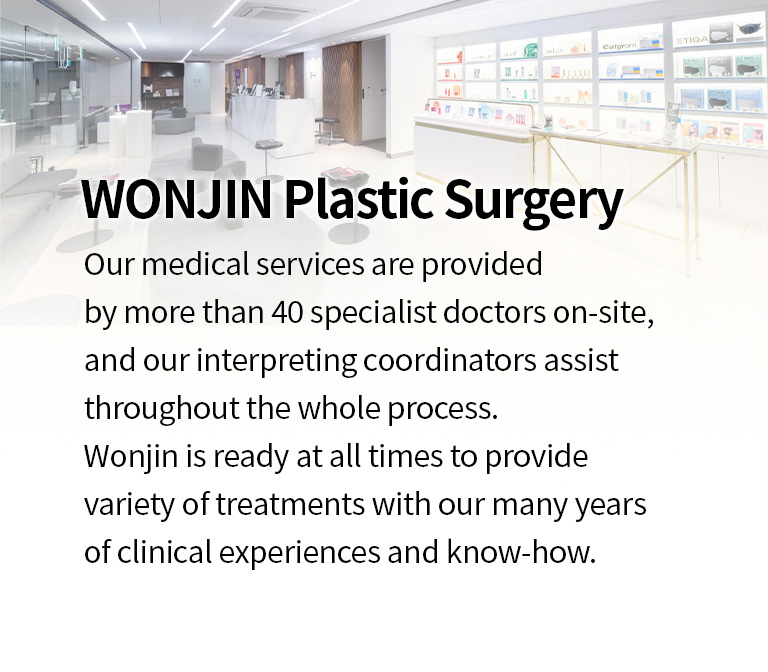 ETIQA
cutgram
WONJIN Plastic Surgery
Our medical services are provided
by more than 40 specialist doctors on-site,
and our interpreting coordinators assist
throughout the whole process.
Wonjin is ready at all times to provide
variety of treatments with our many years
of clinical experiences and know-how.